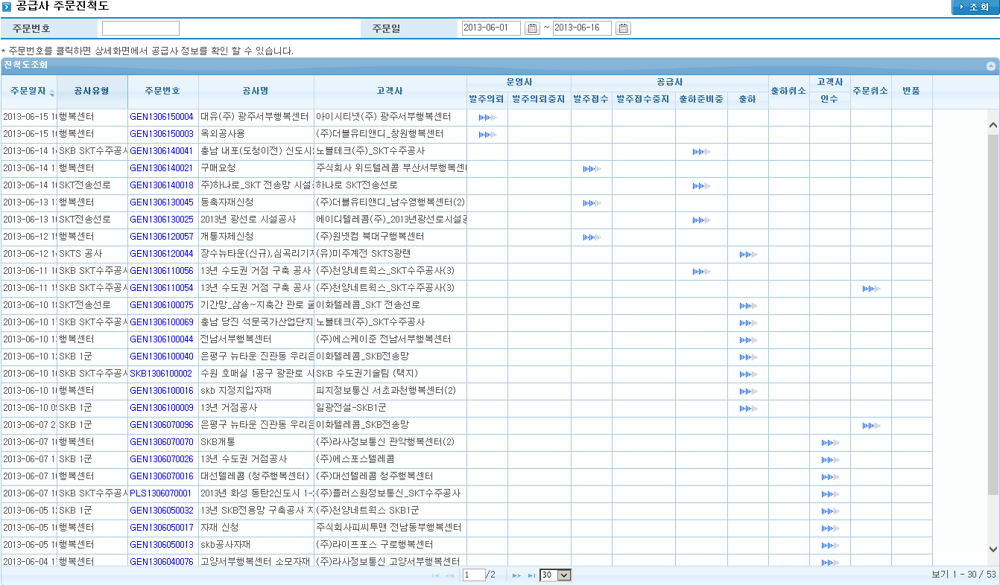 공급사 주문진척도
조회
주문번호 주문일 2013-06-01 ~ 2013-06-16
* 주문번호를 클릭하면 상세화면에서 공급사 정보를 확인 할 수 있습니다.
진척도조회
주문일자 공사유형 주문번호 공사명 고객사 운영사 공급사 출하취소 고객사 주문취소 반품
발주의뢰 발주의뢰중지 발주접수 발주접수중지 출하준비중 출하 인수
2013-06-15 행복센터 GEN1306150004 대유(주) 광주서부행복센터 아이시티넷(주) 광주서부행복센터
2013-06-15 행복센터 GEN1306150003 옥외공사용 (주)더블유티앤디_창원행복센터
2013-06-14 SKB SKT수주공사 GEN1306140041 충남 내포(도청이전) 신도시 노블테크(주)_SKT수주공사
2013-06-14 행복센터 GEN1306140021 구매요청 주식회사 위드텔레콤 부산서부행복센
2013-06-14 SKT전송선로 GEN1306140018 주)하나로_SKT 전송망 시설 하나로 SKT전송선로
2013-06-13 행복센터 GEN1306130045 동축자재신청 (주)더블유티앤디_남수영행복센터(2)
2013-06-13 SKT전송선로 GEN1306130025 2013년 광선로 시설공사 에이디텔레콤(주)_2013년광선로시설공
2013-06-12 행복센터 GEN1306120057 개통자제신청 (주)원넷컴 북대구행복센터
2013-06-12 SKTS 공사 GEN1306120044 장수뉴타운(신규),심곡리기지 (유)미주계전 SKTS광랜
2013-06-11 SKB SKT수주공사 GEN1306110056 13년 수도권 거점 구축 공사 (주)천양네트웍스_SKT수주공사(3)
2013-06-11 SKB SKT수주공사 GEN1306110054 13년 수도권 거점 구축 공사 (주)천양네트웍스_SKT수주공사(3)
2013-06-10 SKT전송선로 GEN1306100075 기간망_삼송~지축간 관로 굴 이화텔레콤_SKT 전송선로
2013-06-10 SKB SKT수주공사 GEN1306100069 충남 당진 석문국가산업단지 노블테크(주)_SKT수주공사
2013-06-10 행복센터 GEN1306100044 전남서부행복센터 (주)에스케이준 전남서부행복센터
2013-06-10 SKB 1군 GEN1306100040 은평구 뉴타운 진관동 우리은 이화텔레콤_SKB전송망
2013-06-10 SKB SKT수주공사 SKB1306100002 수원 호매실 1공구 광관로 시 SKB 수도권기술팀 (택지)
2013-06-10 행복센터 GEN1306100016 skb 지정지입자재 피지정보통신 서초과천행복센터(2)
2013-06-10 SKB 1군 GEN1306100009 13년 거점공사 일광전설-SKB1군
2013-06-07 SKB 1군 GEN1306070096 은평구 뉴타운 진관동 우리은 이화텔레콤_SKB전송망
2013-06-07 행복센터 GEN1306070070 SKB개통 (주)라사정보통신 관악행복센터(2)
2013-06-07 SKB 1군 GEN1306070026 13년 수도권 거점공사 (주)에스포스텔레콤
2013-06-07 행복센터 GEN1306070016 대선텔레콤 (청주행복센터) (주)대선텔레콤 청주행복센터
2013-06-07 SKB SKT수주공사 PLS1306070001 2013년 화성 동탄2신도시 1- (주)플러스원정보통신_SKT수주공사
2013-06-05 SKB 1군 GEN1306050032 13년 SKB전용망 구축공사 지 (주)천양네트웍스 SKB1군
2013-06-05 행복센터 GEN1306050017 자재 신청 주식회사피씨투맨 전남동부행복센터
2013-06-05 행복센터 GEN1306050013 skb공사자재 (주)라이프포스 구로행복센터
2013-06-04 행복센터 GEN1306040076 고양서부행복센터 소모자재 (주)라사정보통신 고양서부행복센터
1 /2 30 보기 1 - 30 / 53